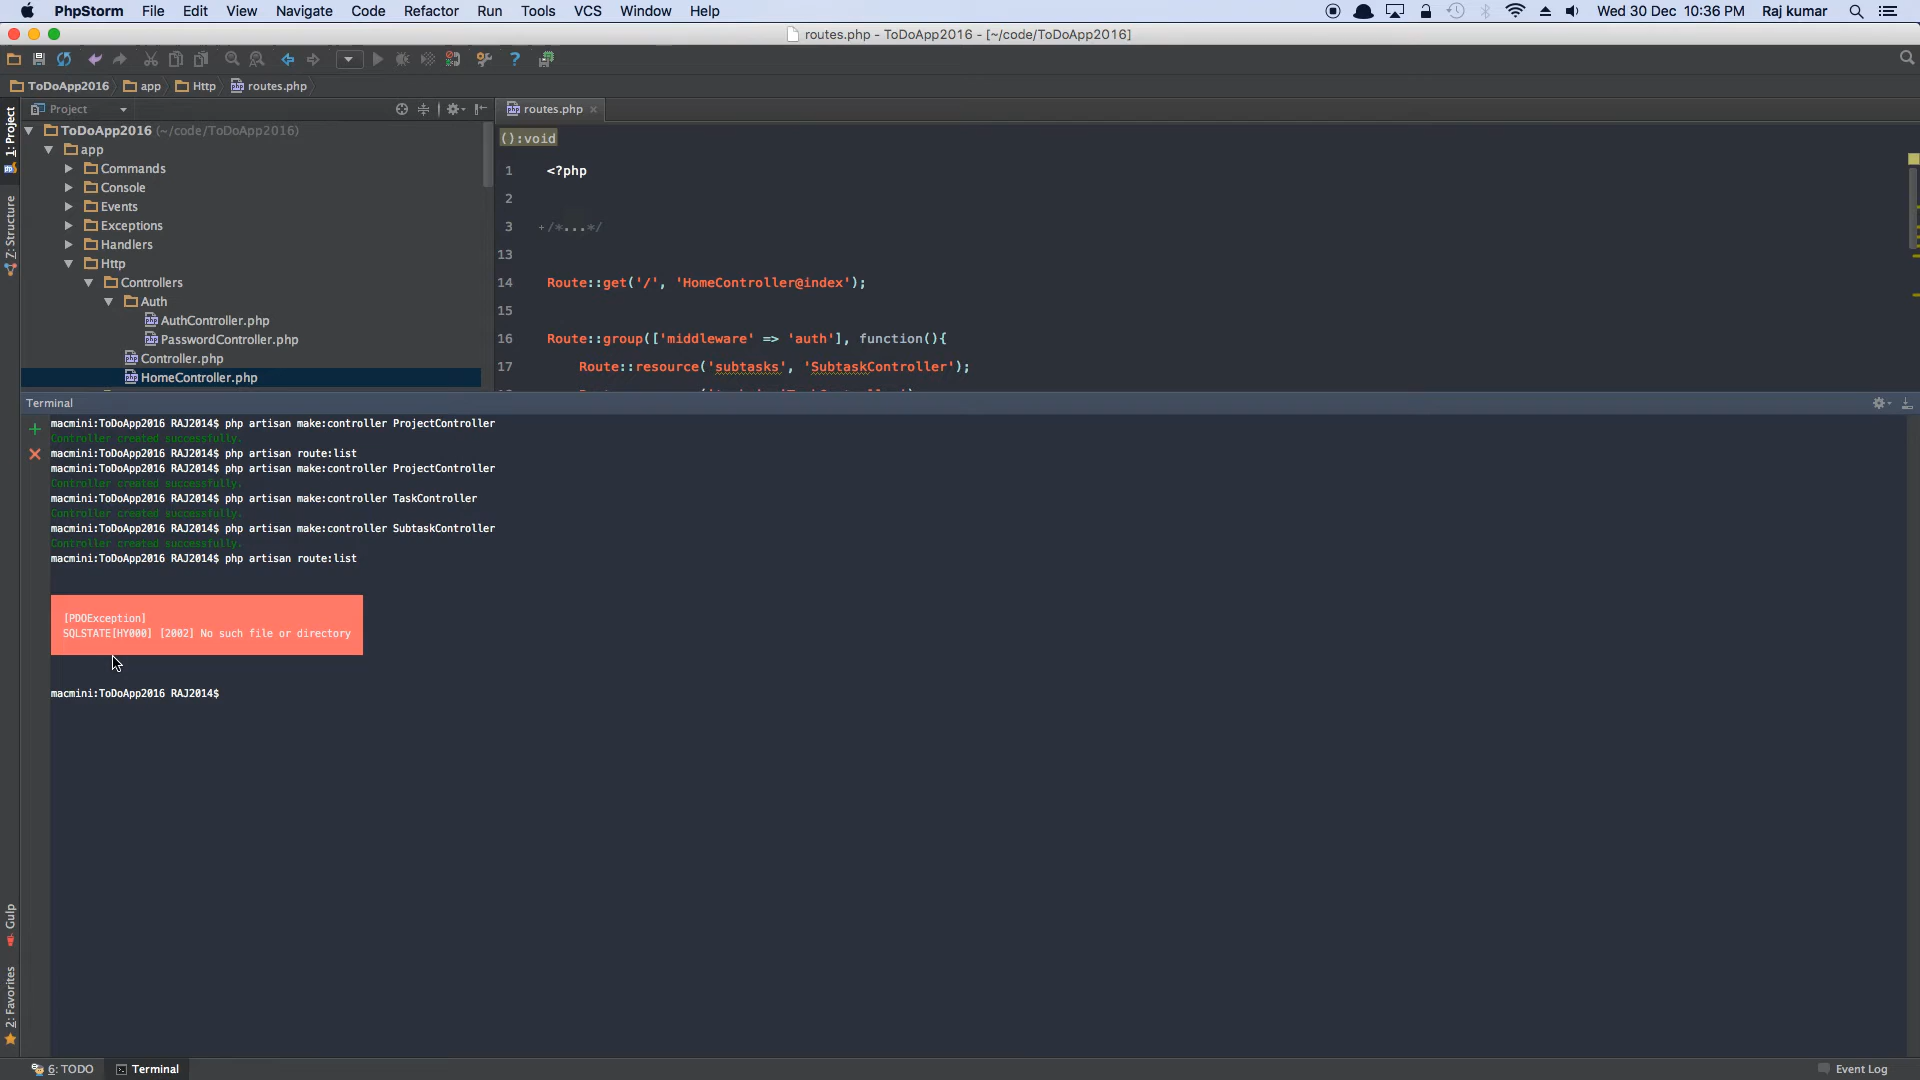 PhpStorm File Edit View Navigate Code Refactor Run Tools VCS Window Help Wed 30 Dec 10:36 PM Raj kumar
routes.php - ToDoApp2016 - [~/code/ToDoApp2016]
ToDoApp2016 app Http routes.php
Project
routes.php
1: Project
Z: Structure
ToDoApp2016 (~/code/ToDoApp2016)
app
Commands
Console
Events
Exceptions
Handlers
Http
Controllers
Auth
AuthController.php
PasswordController.php
Controller.php
HomeController.php
():void
1 <?php
2
3 +/*...*/
13
14 Route::get('/', 'HomeController@index');
15
16 Route::group(['middleware' => 'auth'], function(){
17 Route::resource('subtasks', 'SubtaskController');
Terminal
macmini:ToDoApp2016 RAJ2014$ php artisan make:controller ProjectController
Controller created successfully.
macmini:ToDoApp2016 RAJ2014$ php artisan route:list
macmini:ToDoApp2016 RAJ2014$ php artisan make:controller ProjectController
Controller created successfully.
macmini:ToDoApp2016 RAJ2014$ php artisan make:controller TaskController
Controller created successfully.
macmini:ToDoApp2016 RAJ2014$ php artisan make:controller SubtaskController
Controller created successfully.
macmini:ToDoApp2016 RAJ2014$ php artisan route:list
[PDOException]
SQLSTATE[HY000] [2002] No such file or directory
macmini:ToDoApp2016 RAJ2014$
Gulp
2: Favorites
6: TODO Terminal Event Log